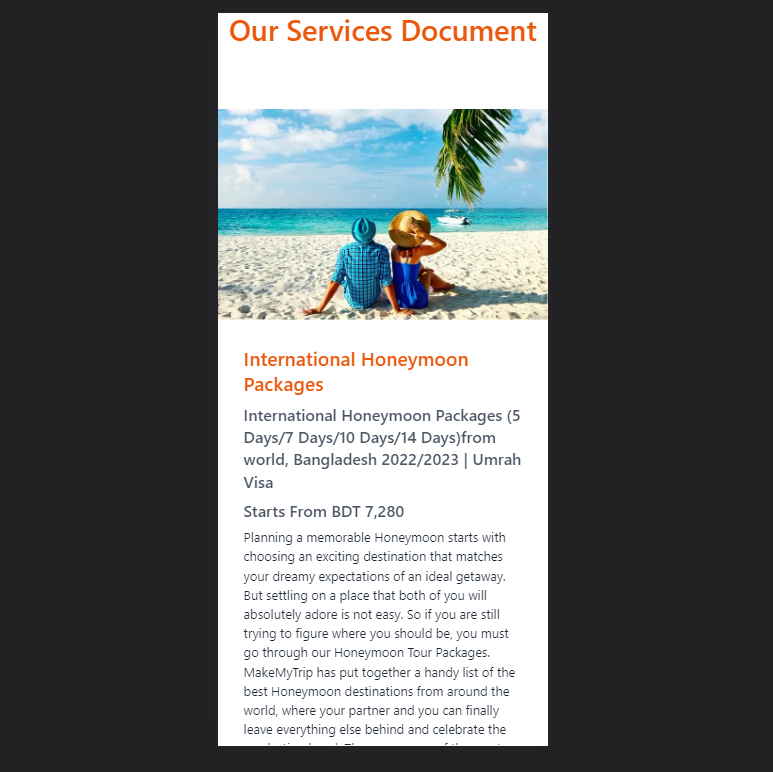 Our Services Document
International Honeymoon
Packages
International Honeymoon Packages (5
Days/7 Days/10 Days/14 Days)from
world, Bangladesh 2022/2023 | Umrah
Visa
Starts From BDT 7,280
Planning a memorable Honeymoon starts with
choosing an exciting destination that matches
your dreamy expectations of an ideal getaway.
But settling on a place that both of you will
absolutely adore is not easy. So if you are still
trying to figure where you should be, you must
go through our Honeymoon Tour Packages.
MakeMyTrip has put together a handy list of the
best Honeymoon destinations from around the
world, where your partner and you can finally
leave everything else behind and celebrate the